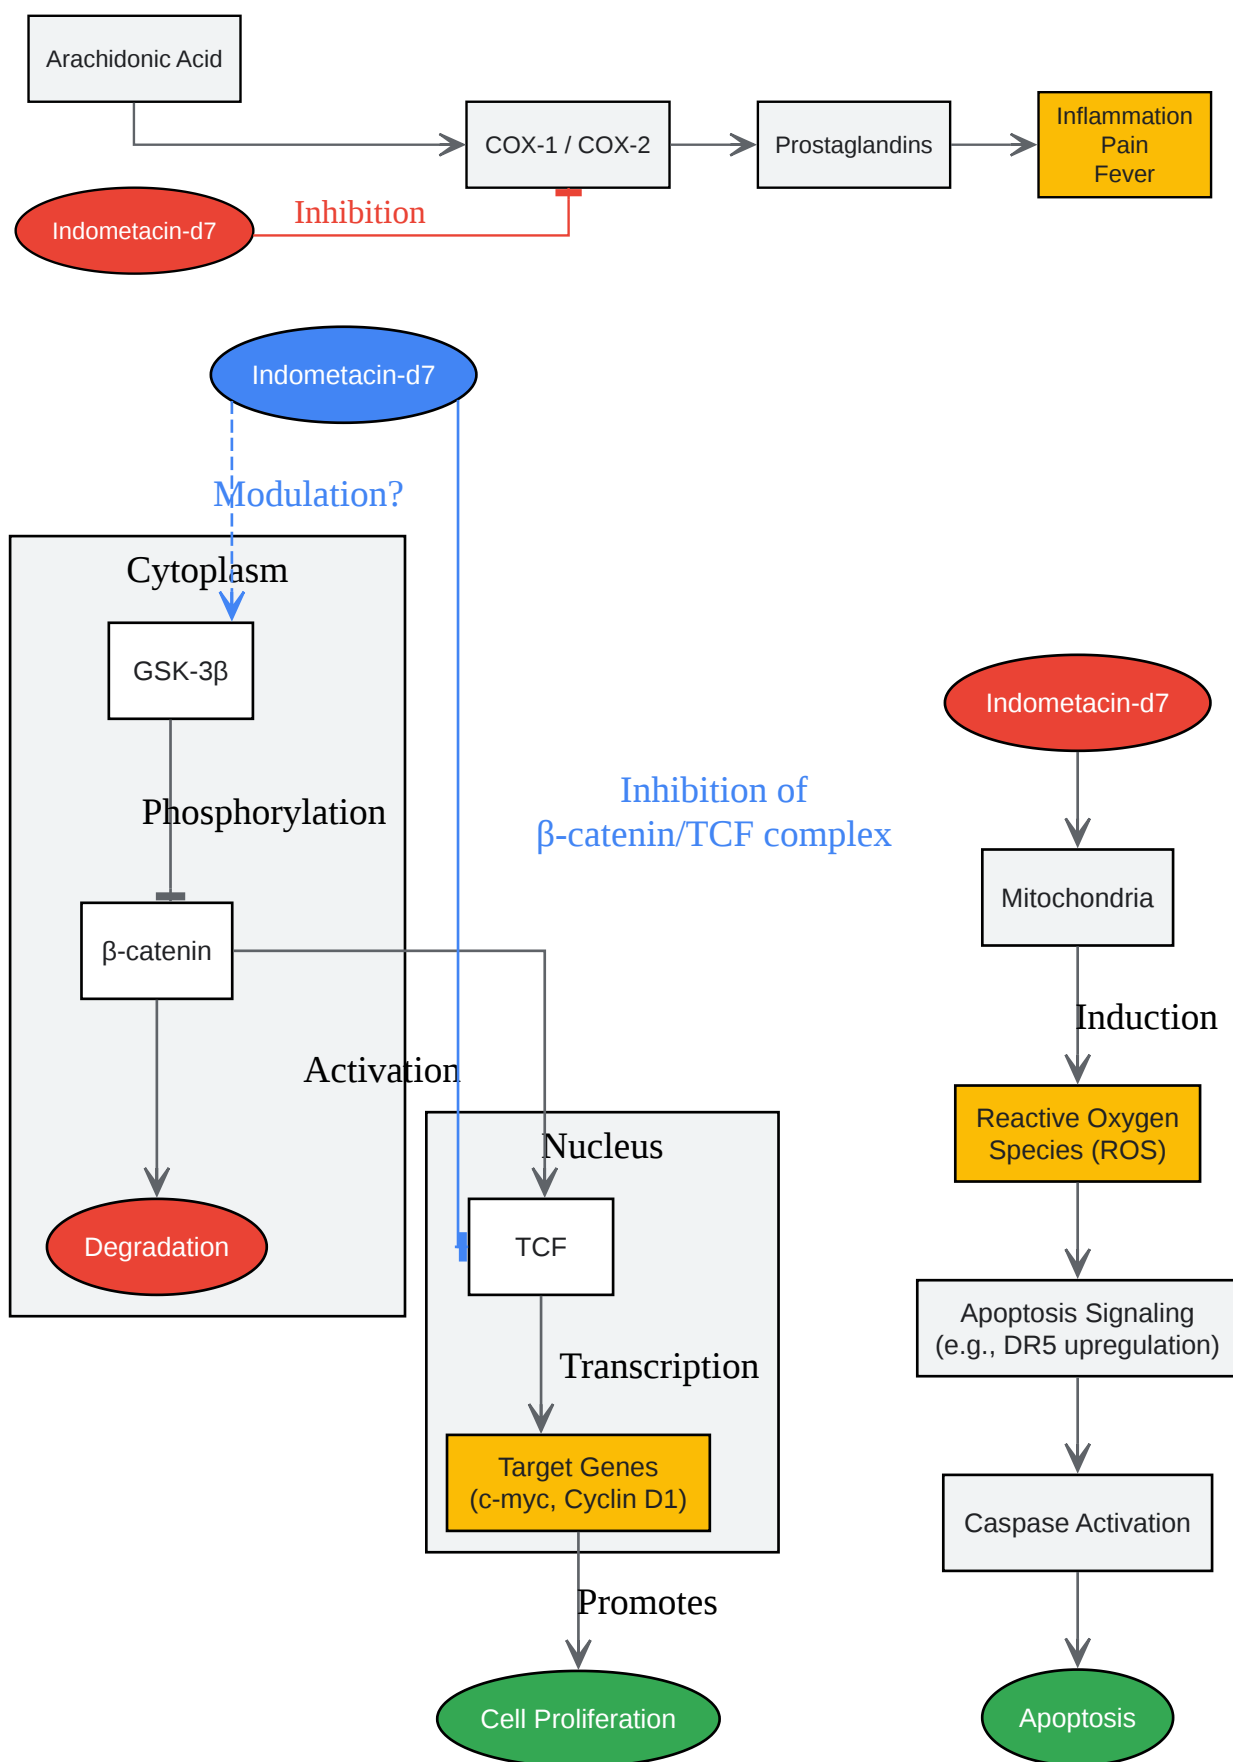 Arachidonic Acid
COX-1 / COX-2
Prostaglandins
Inflammation
Pain
Fever
Indometacin-d7
Inhibition
Indometacin-d7
Modulation?
Cytoplasm
GSK-3β
Phosphorylation
β-catenin
Activation
Degradation
Inhibition of
β-catenin/TCF complex
Nucleus
TCF
Transcription
Target Genes
(c-myc, Cyclin D1)
Promotes
Cell Proliferation
Indometacin-d7
Mitochondria
Induction
Reactive Oxygen
Species (ROS)
Apoptosis Signaling
(e.g., DR5 upregulation)
Caspase Activation
Apoptosis